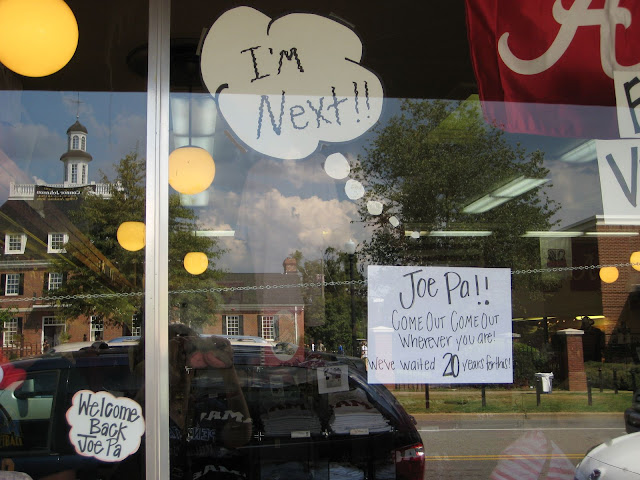 I'M
Next!!
A
E
V
Joe Pa!!
COME OUT COME OUT
Wherever you are!
We've waited 20 years for this!
Welcome
Back
Joe Pa